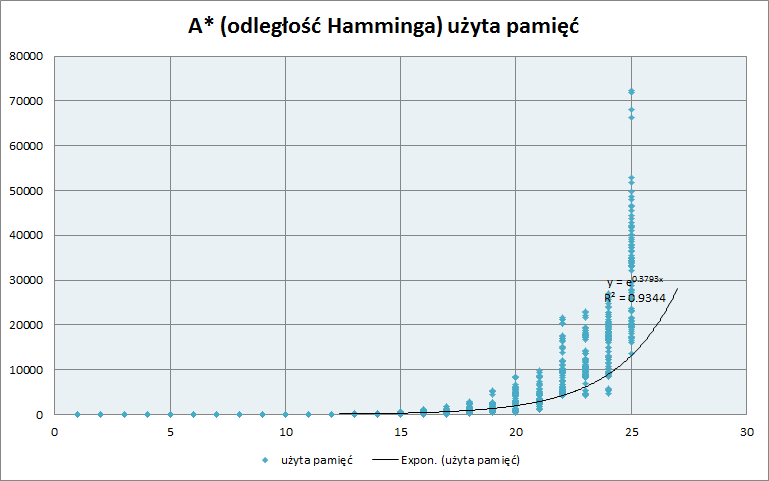 A* (odległość Hamminga) użyta pamięć
80000
70000
60000
50000
40000
30000
20000
10000
0
y = e^0.3793x
R² = 0.9344
0 5 10 15 20 25 30
użyta pamięć Expon. (użyta pamięć)